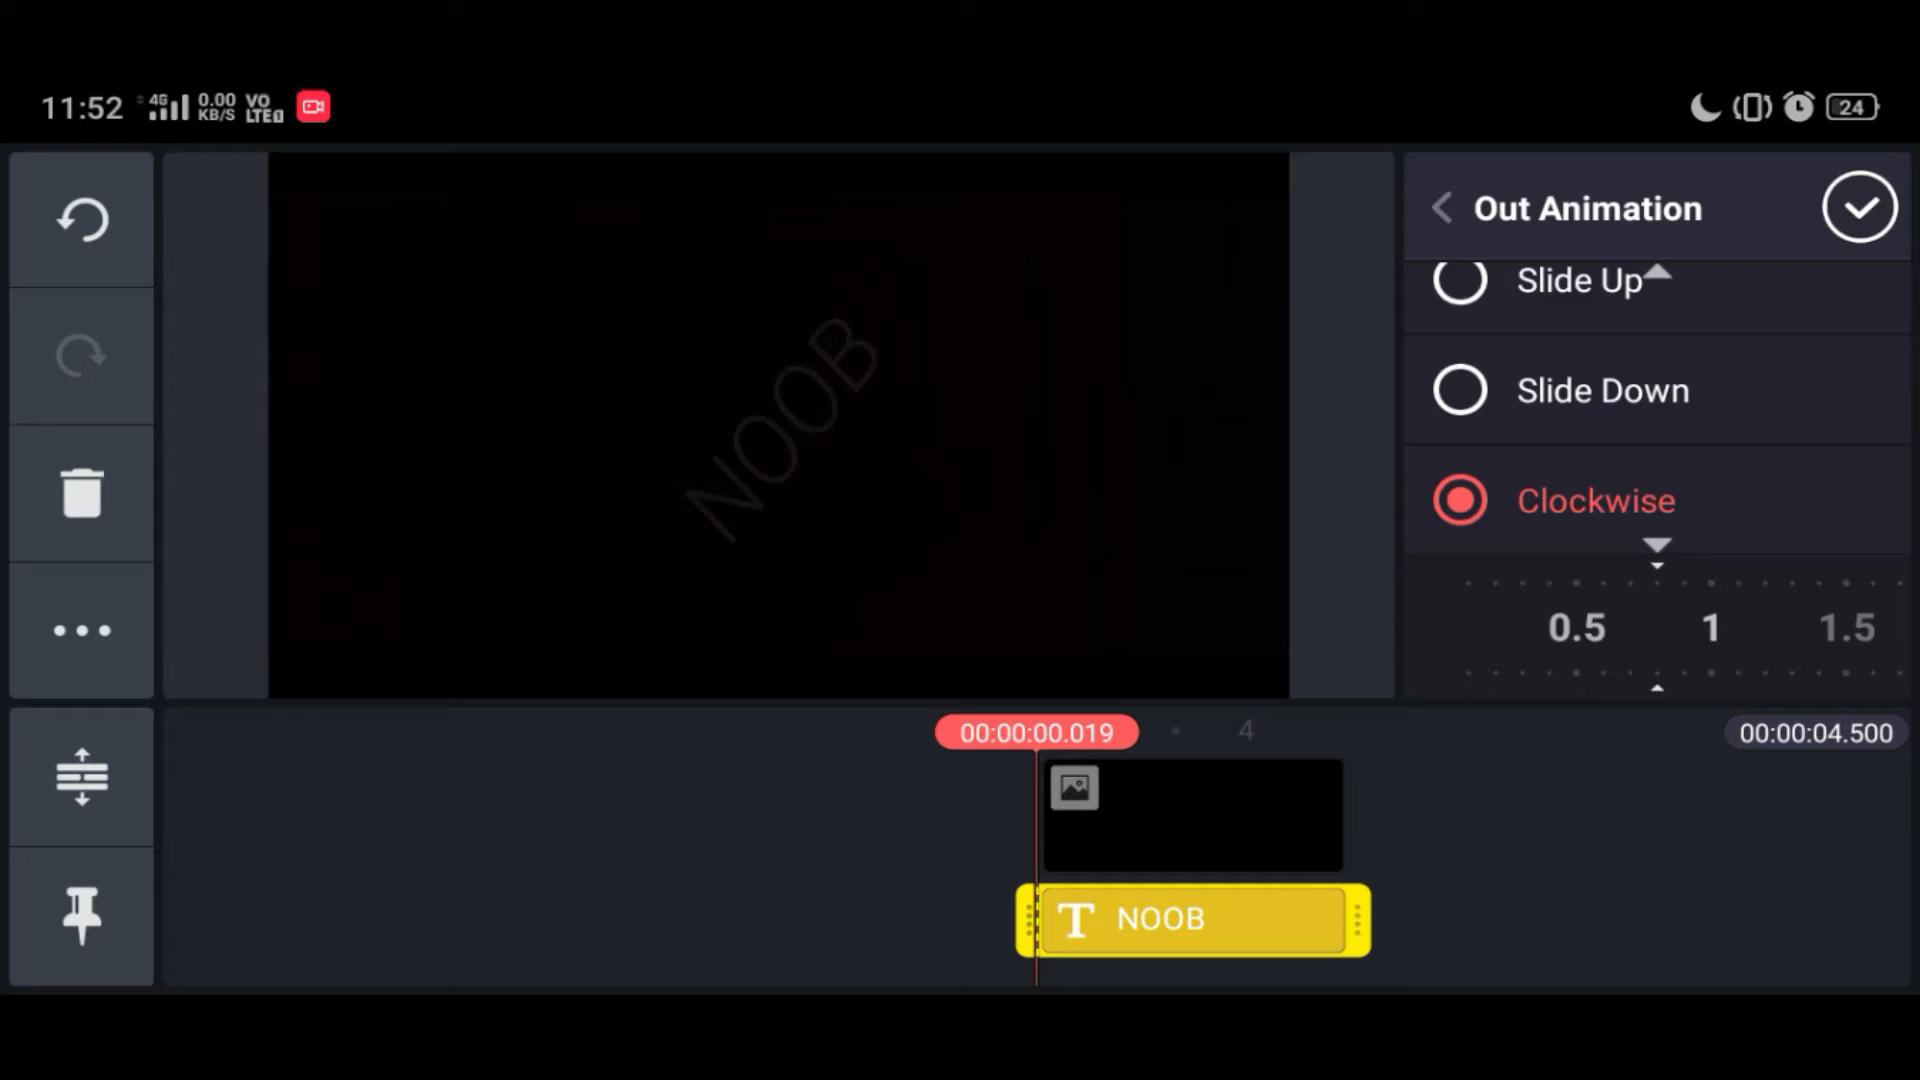 11:52 4G 0.00 KB/S VO LTE 24
Out Animation
Slide Up
Slide Down
Clockwise
0.5 1 1.5
NOOB
00:00:00.019 4 00:00:04.500
T NOOB